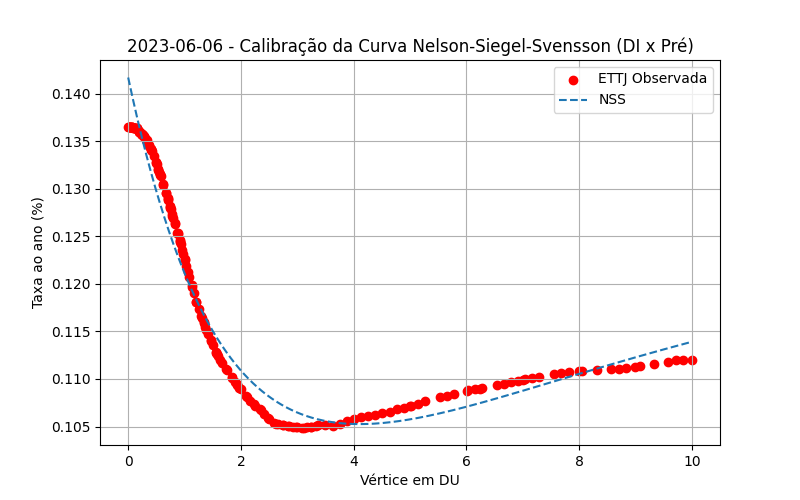 2023-06-06 - Calibração da Curva Nelson-Siegel-Svensson (DI x Pré)
ETTJ Observada
NSS
Taxa ao ano (%)
0.140
0.135
0.130
0.125
0.120
0.115
0.110
0.105
0 2 4 6 8 10
Vértice em DU